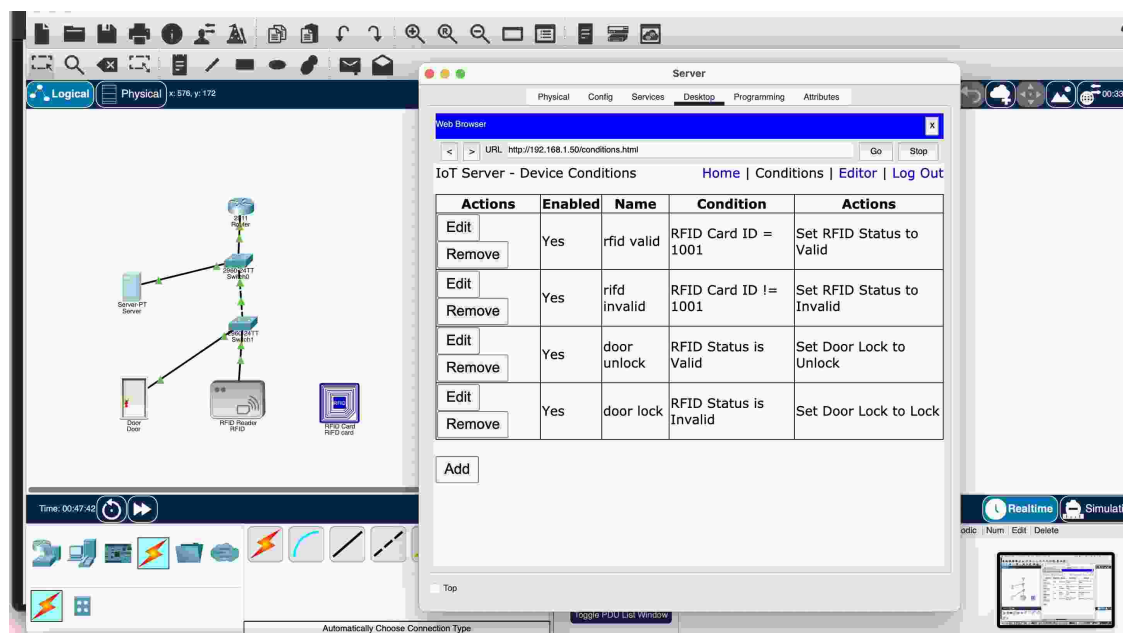 Server
Logical
Physical
x: 576, y: 172
Physical Config Services Desktop Programming Attributes
Web Browser
X
< > URL http://192.168.1.50/conditions.html Go Stop
IoT Server - Device Conditions Home | Conditions | Editor | Log Out
Actions Enabled Name Condition Actions
Edit
Remove
Yes
rfid valid
RFID Card ID =
1001
Set RFID Status to
Valid
Edit
Remove
Yes
rifd
invalid
RFID Card ID !=
1001
Set RFID Status to
Invalid
Edit
Remove
Yes
door
unlock
RFID Status is
Valid
Set Door Lock to
Unlock
Edit
Remove
Yes
door lock
RFID Status is
Invalid
Set Door Lock to Lock
Add
Top
Router
Switch0
Server-PT
Server
Switch1
Door
Door
RFID Reader
RFID
RFID
RFID Card
RIFD card
Time: 00:47:42
Realtime
Simulati
odic Num Edit Delete
Toggle PDU List Window
Automatically Choose Connection Type